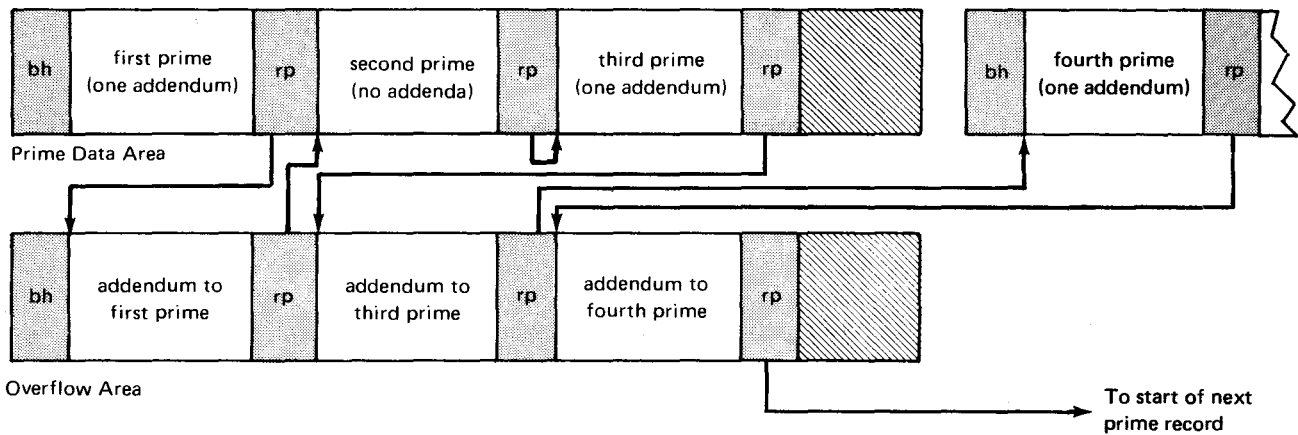 bh
first prime
(one addendum)
rp
second prime
(no addenda)
rp
third prime
(one addendum)
rp
bh
fourth prime
(one addendum)
rp
Prime Data Area
bh
addendum to
first prime
rp
addendum to
third prime
rp
addendum to
fourth prime
rp
Overflow Area
To start of next
prime record